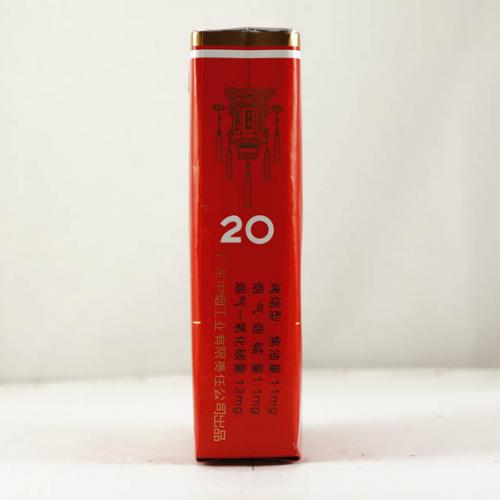 20
烤烟型 焦油量 11mg
烟气烟碱量 1.1mg
烟气一氧化碳量 13mg
广东中烟工业有限责任公司出品